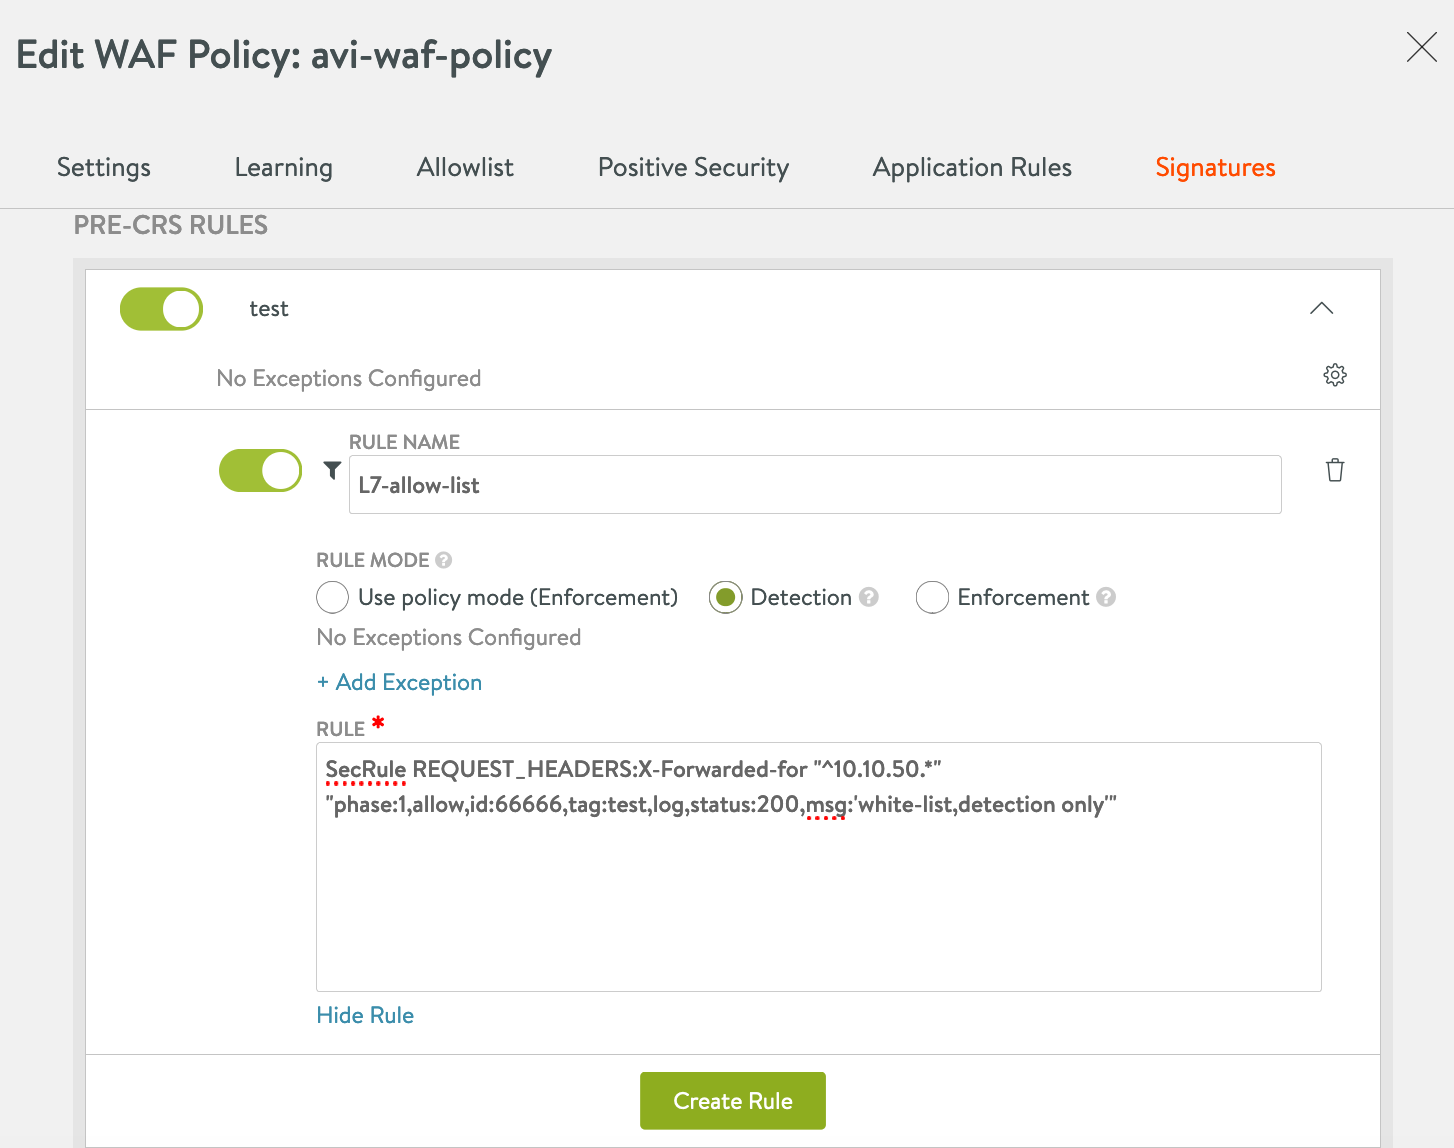 Edit WAF Policy: avi-waf-policy
Settings Learning Allowlist Positive Security Application Rules Signatures
PRE-CRS RULES
test
No Exceptions Configured
RULE NAME
L7-allow-list
RULE MODE ?
Use policy mode (Enforcement) Detection ? Enforcement ?
No Exceptions Configured
+ Add Exception
RULE *
SecRule REQUEST_HEADERS:X-Forwarded-for "^10.10.50.*"
"phase:1,allow,id:66666,tag:test,log,status:200,msg:'white-list,detection only'"
Hide Rule
Create Rule